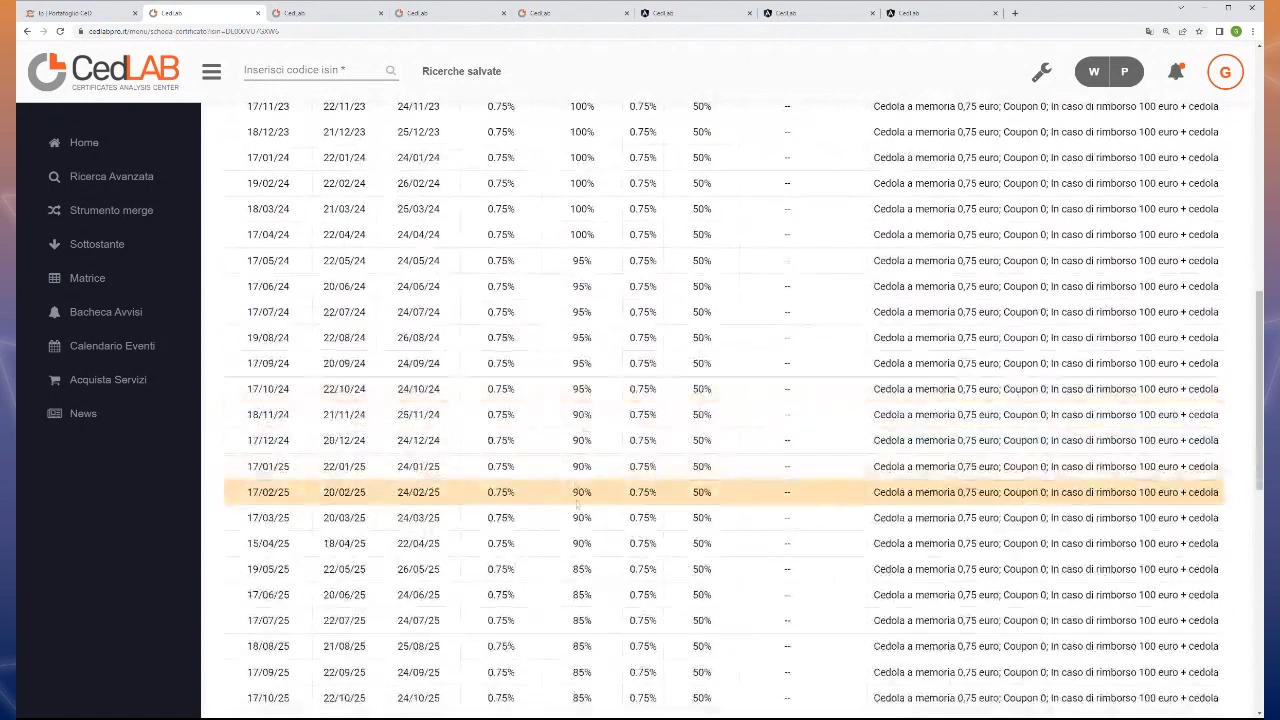 Io | Portafoglio CeD
CedLab
CedLab
CedLab
CedLab
CedLab
CedLab
CedLab
CedLAB
CERTIFICATES ANALYSIS CENTER
Inserisci codice isin *
Ricerche salvate
W P
G
Home
Ricerca Avanzata
Strumento merge
Sottostante
Matrice
Bacheca Avvisi
Calendario Eventi
Acquista Servizi
News
17/11/23 22/11/23 24/11/23 0.75% 100% 0.75% 50% -- Cedola a memoria 0,75 euro; Coupon 0; In caso di rimborso 100 euro + cedola
18/12/23 21/12/23 25/12/23 0.75% 100% 0.75% 50% -- Cedola a memoria 0,75 euro; Coupon 0; In caso di rimborso 100 euro + cedola
17/01/24 22/01/24 24/01/24 0.75% 100% 0.75% 50% -- Cedola a memoria 0,75 euro; Coupon 0; In caso di rimborso 100 euro + cedola
19/02/24 22/02/24 26/02/24 0.75% 100% 0.75% 50% -- Cedola a memoria 0,75 euro; Coupon 0; In caso di rimborso 100 euro + cedola
18/03/24 21/03/24 25/03/24 0.75% 100% 0.75% 50% -- Cedola a memoria 0,75 euro; Coupon 0; In caso di rimborso 100 euro + cedola
17/04/24 22/04/24 24/04/24 0.75% 100% 0.75% 50% -- Cedola a memoria 0,75 euro; Coupon 0; In caso di rimborso 100 euro + cedola
17/05/24 22/05/24 24/05/24 0.75% 95% 0.75% 50% -- Cedola a memoria 0,75 euro; Coupon 0; In caso di rimborso 100 euro + cedola
17/06/24 20/06/24 24/06/24 0.75% 95% 0.75% 50% -- Cedola a memoria 0,75 euro; Coupon 0; In caso di rimborso 100 euro + cedola
17/07/24 22/07/24 24/07/24 0.75% 95% 0.75% 50% -- Cedola a memoria 0,75 euro; Coupon 0; In caso di rimborso 100 euro + cedola
19/08/24 22/08/24 26/08/24 0.75% 95% 0.75% 50% -- Cedola a memoria 0,75 euro; Coupon 0; In caso di rimborso 100 euro + cedola
17/09/24 20/09/24 24/09/24 0.75% 95% 0.75% 50% -- Cedola a memoria 0,75 euro; Coupon 0; In caso di rimborso 100 euro + cedola
17/10/24 22/10/24 24/10/24 0.75% 95% 0.75% 50% -- Cedola a memoria 0,75 euro; Coupon 0; In caso di rimborso 100 euro + cedola
18/11/24 21/11/24 25/11/24 0.75% 90% 0.75% 50% -- Cedola a memoria 0,75 euro; Coupon 0; In caso di rimborso 100 euro + cedola
17/12/24 20/12/24 24/12/24 0.75% 90% 0.75% 50% -- Cedola a memoria 0,75 euro; Coupon 0; In caso di rimborso 100 euro + cedola
17/01/25 22/01/25 24/01/25 0.75% 90% 0.75% 50% -- Cedola a memoria 0,75 euro; Coupon 0; In caso di rimborso 100 euro + cedola
17/02/25 20/02/25 24/02/25 0.75% 90% 0.75% 50% -- Cedola a memoria 0,75 euro; Coupon 0; In caso di rimborso 100 euro + cedola
17/03/25 20/03/25 24/03/25 0.75% 90% 0.75% 50% -- Cedola a memoria 0,75 euro; Coupon 0; In caso di rimborso 100 euro + cedola
15/04/25 18/04/25 22/04/25 0.75% 90% 0.75% 50% -- Cedola a memoria 0,75 euro; Coupon 0; In caso di rimborso 100 euro + cedola
19/05/25 22/05/25 26/05/25 0.75% 85% 0.75% 50% -- Cedola a memoria 0,75 euro; Coupon 0; In caso di rimborso 100 euro + cedola
17/06/25 20/06/25 24/06/25 0.75% 85% 0.75% 50% -- Cedola a memoria 0,75 euro; Coupon 0; In caso di rimborso 100 euro + cedola
17/07/25 22/07/25 24/07/25 0.75% 85% 0.75% 50% -- Cedola a memoria 0,75 euro; Coupon 0; In caso di rimborso 100 euro + cedola
18/08/25 21/08/25 25/08/25 0.75% 85% 0.75% 50% -- Cedola a memoria 0,75 euro; Coupon 0; In caso di rimborso 100 euro + cedola
17/09/25 22/09/25 24/09/25 0.75% 85% 0.75% 50% -- Cedola a memoria 0,75 euro; Coupon 0; In caso di rimborso 100 euro + cedola
17/10/25 22/10/25 24/10/25 0.75% 85% 0.75% 50% -- Cedola a memoria 0,75 euro; Coupon 0; In caso di rimborso 100 euro + cedola